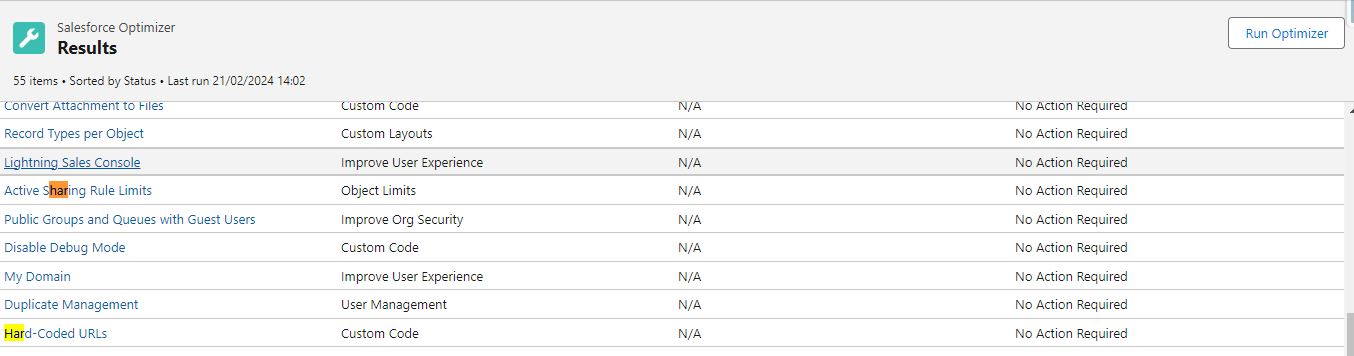 Salesforce Optimizer
Results
Run Optimizer
55 items • Sorted by Status • Last run 21/02/2024 14:02
Convert Attachment to Files Custom Code N/A No Action Required
Record Types per Object Custom Layouts N/A No Action Required
Lightning Sales Console Improve User Experience N/A No Action Required
Active Sharing Rule Limits Object Limits N/A No Action Required
Public Groups and Queues with Guest Users Improve Org Security N/A No Action Required
Disable Debug Mode Custom Code N/A No Action Required
My Domain Improve User Experience N/A No Action Required
Duplicate Management User Management N/A No Action Required
Hard-Coded URLs Custom Code N/A No Action Required